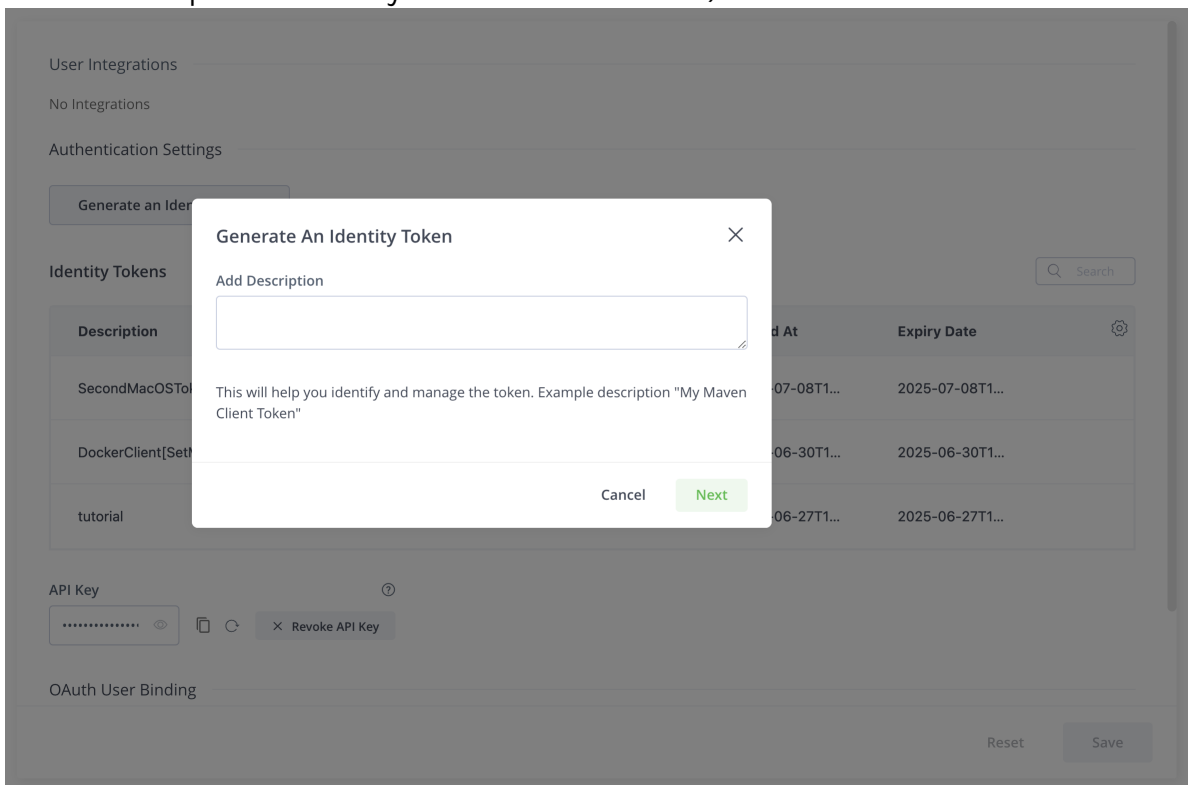 User Integrations
No Integrations
Authentication Settings
Generate an Iden
Generate An Identity Token
Add Description
This will help you identify and manage the token. Example description "My Maven
Client Token"
Cancel
Next
Identity Tokens
Search
Description
d At
Expiry Date
SecondMacOSTok
-07-08T1...
2025-07-08T1...
DockerClient[SetM
-06-30T1...
2025-06-30T1...
tutorial
-06-27T1...
2025-06-27T1...
API Key
Revoke API Key
OAuth User Binding
Reset
Save